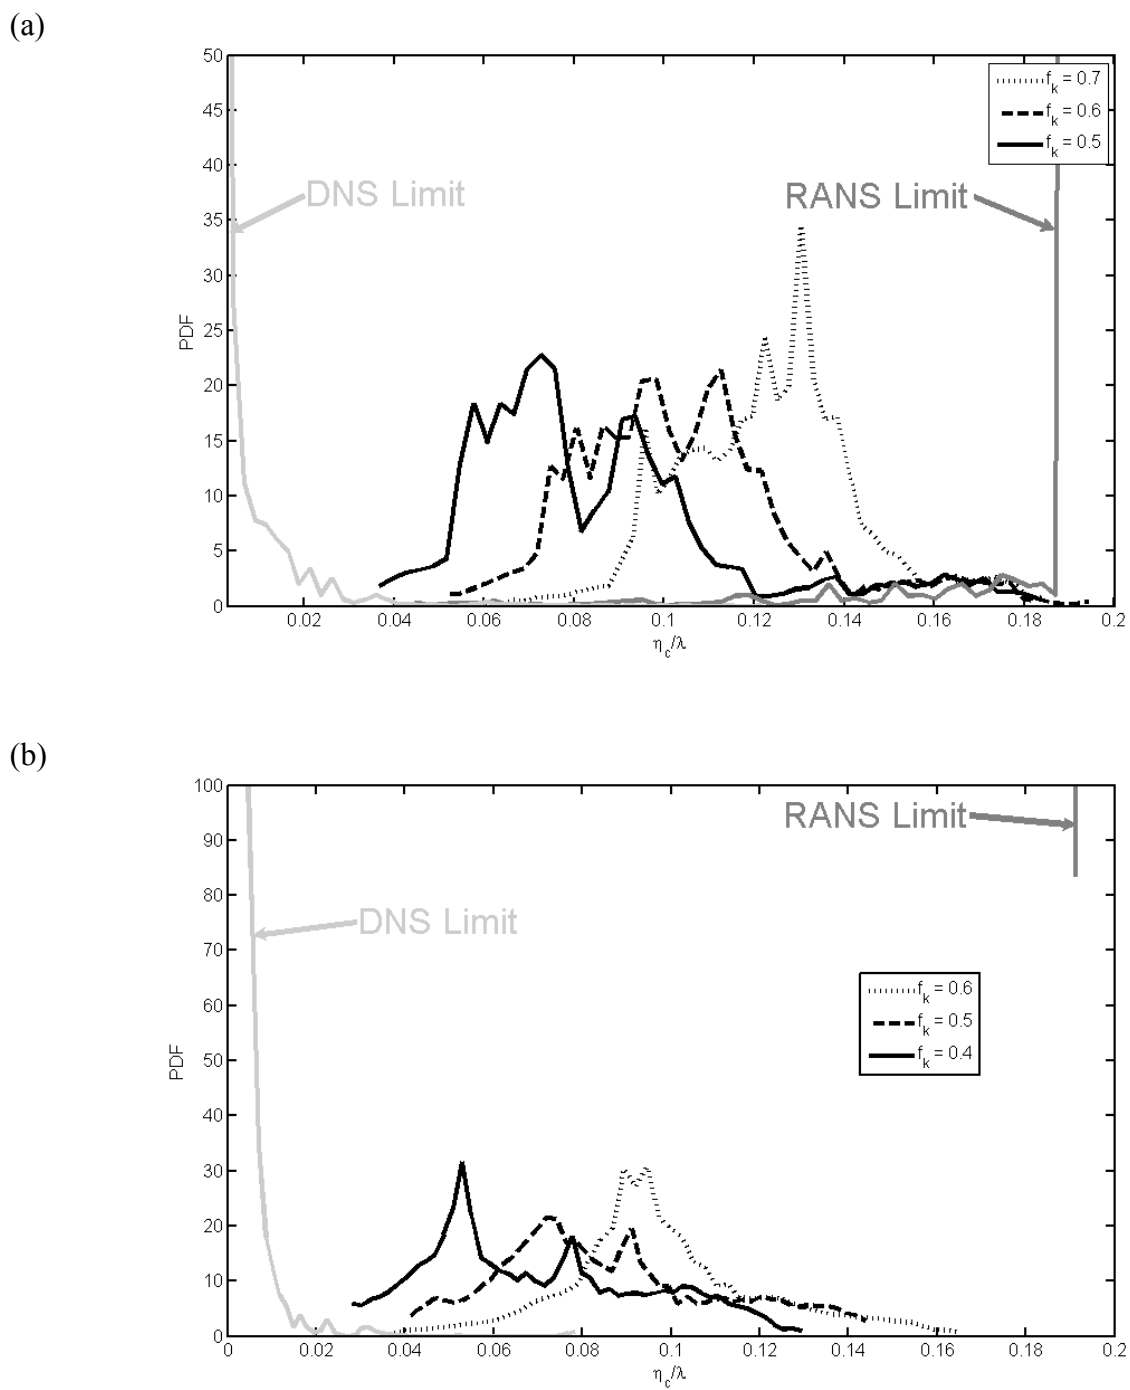 (a)
50
45
40
35
30
25
20
15
10
5
0
PDF
DNS Limit
RANS Limit
f_k = 0.7
f_k = 0.6
f_k = 0.5
0.02 0.04 0.06 0.08 0.1 0.12 0.14 0.16 0.18 0.2
η_c/λ
(b)
100
90
80
70
60
50
40
30
20
10
0
PDF
RANS Limit
DNS Limit
f_k = 0.6
f_k = 0.5
f_k = 0.4
0 0.02 0.04 0.06 0.08 0.1 0.12 0.14 0.16 0.18 0.2
η_c/λ